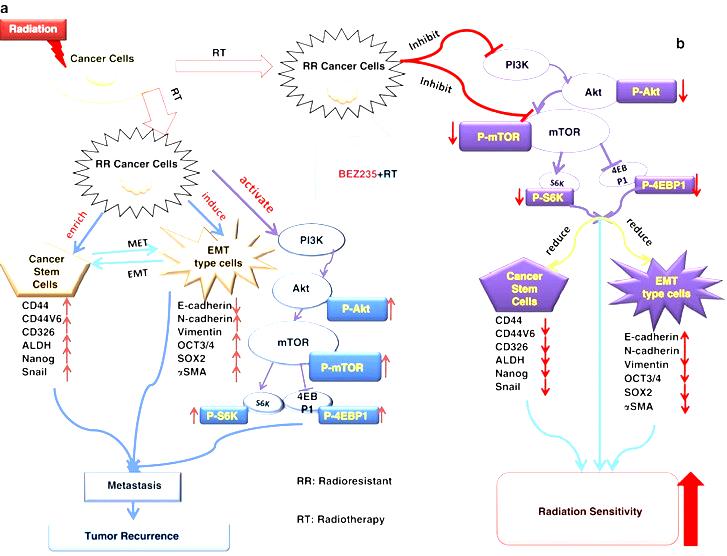 a
Radiation
Cancer Cells
RT
RT
RR Cancer Cells
RR Cancer Cells
Inhibit
Inhibit
b
PI3K
Akt
P-Akt
P-mTOR
mTOR
BEZ235+RT
S6K
4EB
P1
P-S6K
P-4EBP1
reduce
reduce
Cancer
Stem
Cells
EMT
type cells
CD44
CD44V6
CD326
ALDH
Nanog
Snail
E-cadherin
N-cadherin
Vimentin
OCT3/4
SOX2
αSMA
Radiation Sensitivity
enrich
induce
activate
MET
EMT
Cancer
Stem
Cells
EMT
type cells
CD44
CD44V6
CD326
ALDH
Nanog
Snail
E-cadherin
N-cadherin
Vimentin
OCT3/4
SOX2
αSMA
PI3K
Akt
P-Akt
mTOR
P-mTOR
S6K
4EB
P1
P-S6K
P-4EBP1
Metastasis
Tumor Recurrence
RR: Radioresistant
RT: Radiotherapy